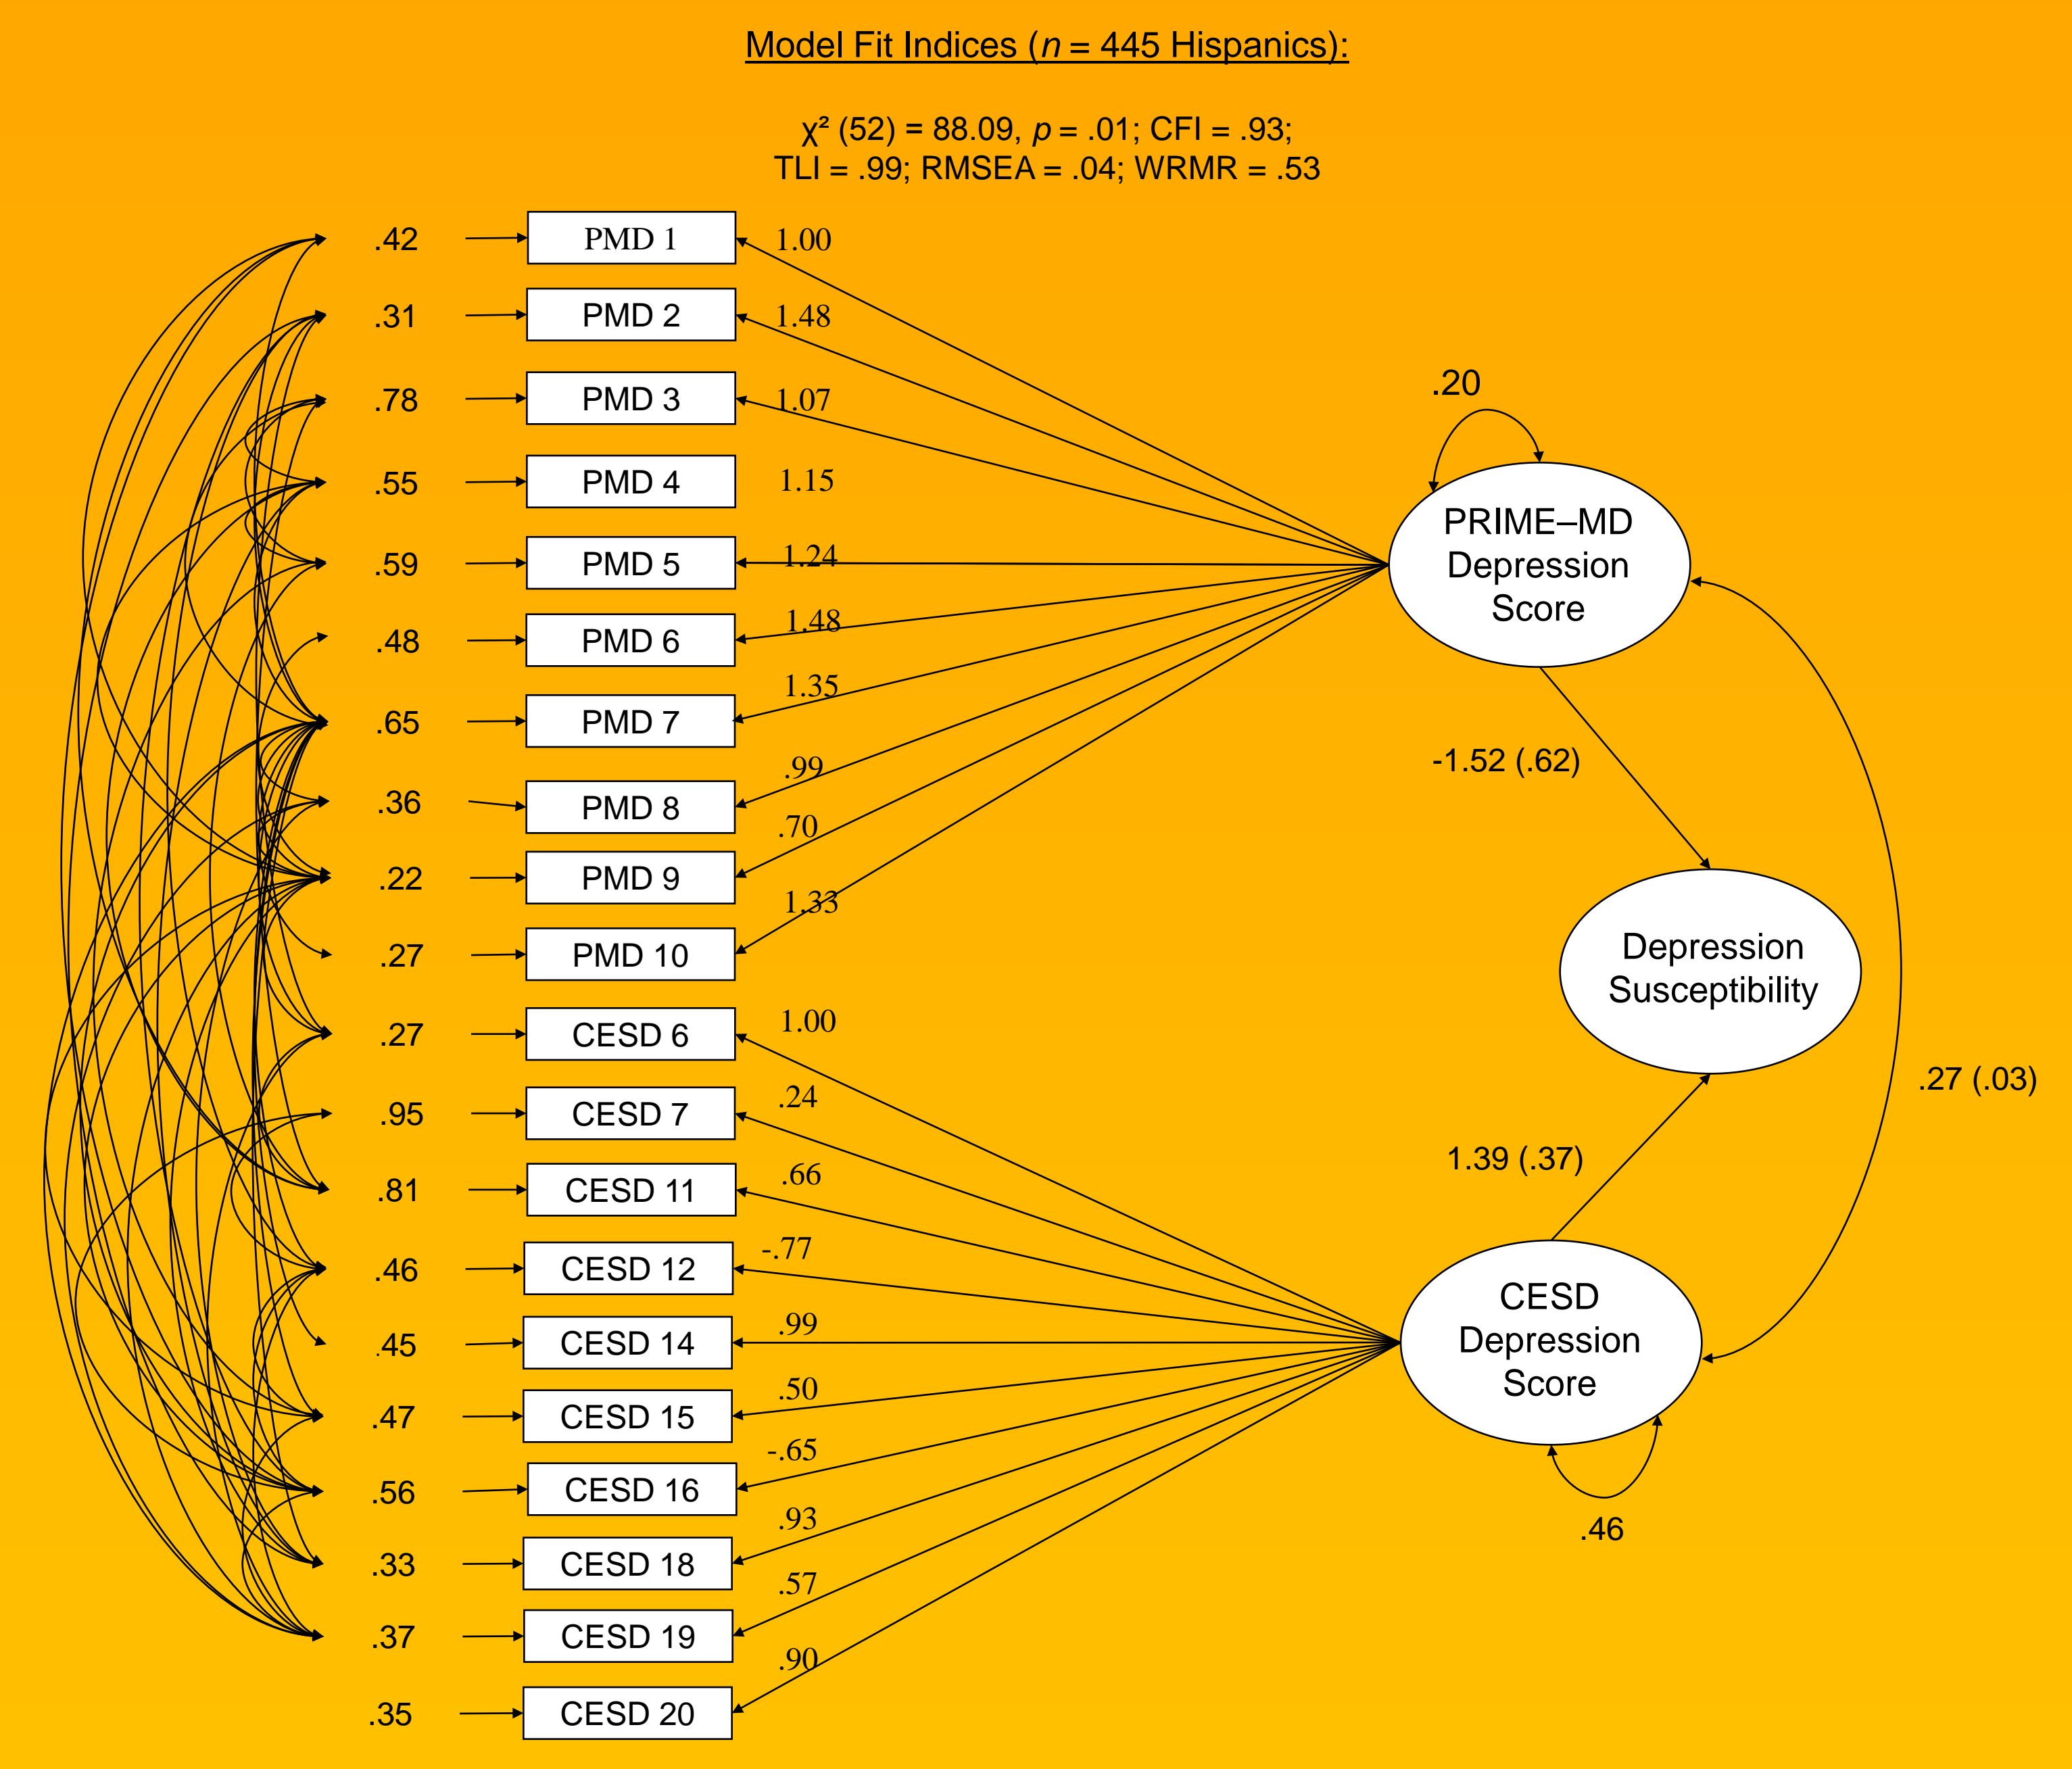 Model Fit Indices (n = 445 Hispanics):
χ² (52) = 88.09, p = .01; CFI = .93;
TLI = .99; RMSEA = .04; WRMR = .53
.42 PMD 1 1.00
.31 PMD 2 1.48
.78 PMD 3 1.07
.55 PMD 4 1.15
.59 PMD 5 1.24
.48 PMD 6 1.48
.65 PMD 7 1.35
.36 PMD 8 .99
.22 PMD 9 .70
.27 PMD 10 1.33
.27 CESD 6 1.00
.95 CESD 7 .24
.81 CESD 11 .66
.46 CESD 12 -.77
.45 CESD 14 .99
.47 CESD 15 .50
.56 CESD 16 -.65
.33 CESD 18 .93
.37 CESD 19 .57
.35 CESD 20 .90
.20
PRIME–MD
Depression
Score
-1.52 (.62)
Depression
Susceptibility
.27 (.03)
1.39 (.37)
CESD
Depression
Score
.46